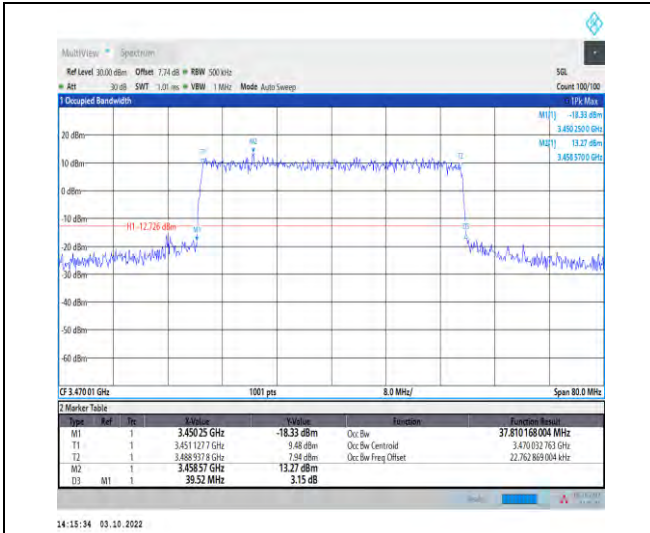 MultiView Spectrum
Ref Level 30.00 dBm Offset 7.74 dB RBW 500 kHz SGL
Att 30 dB SWT 1.01 ms VBW 1 MHz Mode Auto Sweep Count 100/100
1 Occupied Bandwidth 1Pk Max
M1[1] -18.33 dBm
3.450 250 0 GHz
M2[1] 13.27 dBm
3.458 570 0 GHz
20 dBm
M2
T1
T2
10 dBm
0 dBm
-10 dBm
H1 -12.726 dBm
M1
D3
-20 dBm
-30 dBm
-40 dBm
-50 dBm
-60 dBm
CF 3.470 01 GHz 1001 pts 8.0 MHz/ Span 80.0 MHz
2 Marker Table
Type Ref Trc X-Value Y-Value Function Function Result
M1 1 3.450 25 GHz -18.33 dBm Occ Bw 37.810 168 004 MHz
T1 1 3.451 127 7 GHz 9.48 dBm Occ Bw Centroid 3.470 032 763 GHz
T2 1 3.488 937 8 GHz 7.94 dBm Occ Bw Freq Offset 22.762 869 004 kHz
M2 1 3.458 57 GHz 13.27 dBm
D3 M1 1 39.52 MHz 3.15 dB
14:15:34 03.10.2022